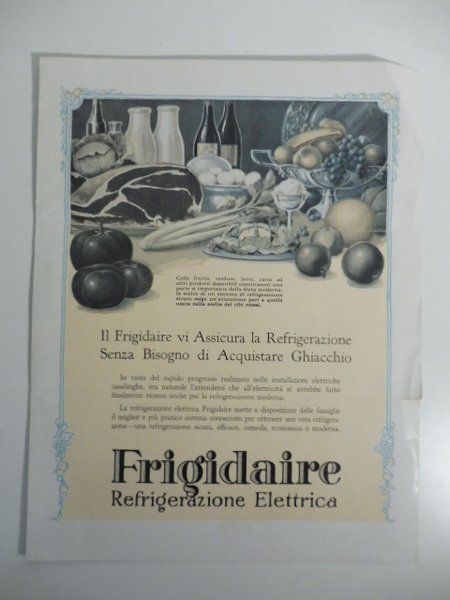 Colle frutta, verdure, latte, carni ed
altri prodotti deperibili constituenti una
parte sì importante della dieta moderna,
la scelta di un sistema di refrigerazione
sicuro esige un'attenzione pari a quella
usata nella scelta dei cibi stessi.
Il Frigidaire vi Assicura la Refrigerazione
Senza Bisogno di Acquistare Ghiacchio
In vista del rapido progresso realizzato nelle installazioni elettriche
casalinghe, era naturale l'attendersi che all'elettricità si avrebbe fatto
finalmente ricorso anche per la refrigerazione moderna.
La refrigerazione elettrica Frigidaire mette a disposizione delle famiglie
il miglior e più pratico sistema conosciuto per ottenere una vera refrigera-
zione—una refrigerazione sicura, efficace, comoda, economica e moderna.
Frigidaire
Refrigerazione Elettrica